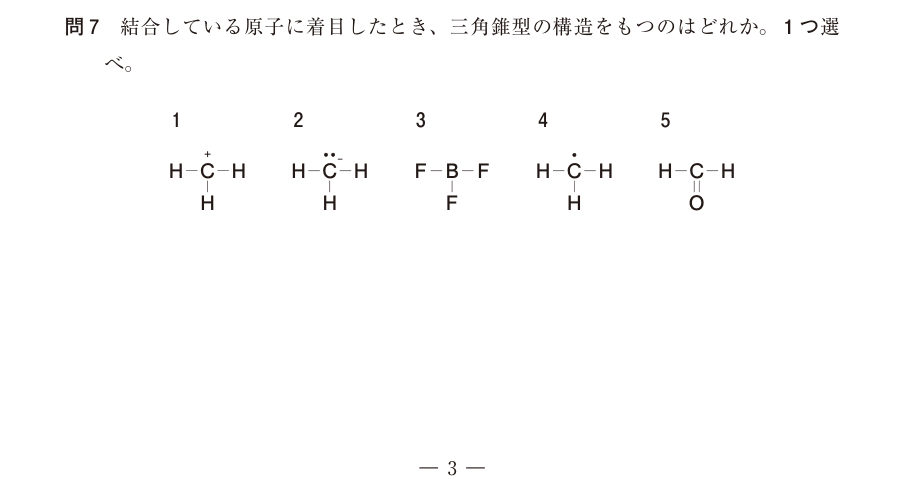 問7 結合している原子に着目したとき、三角錐型の構造をもつのはどれか。1つ選
べ。
1 2 3 4 5
+ ••− •
H−C−H H−C−H F−B−F H−C−H H−C−H
| | | | ||
H H F H O
— 3 —